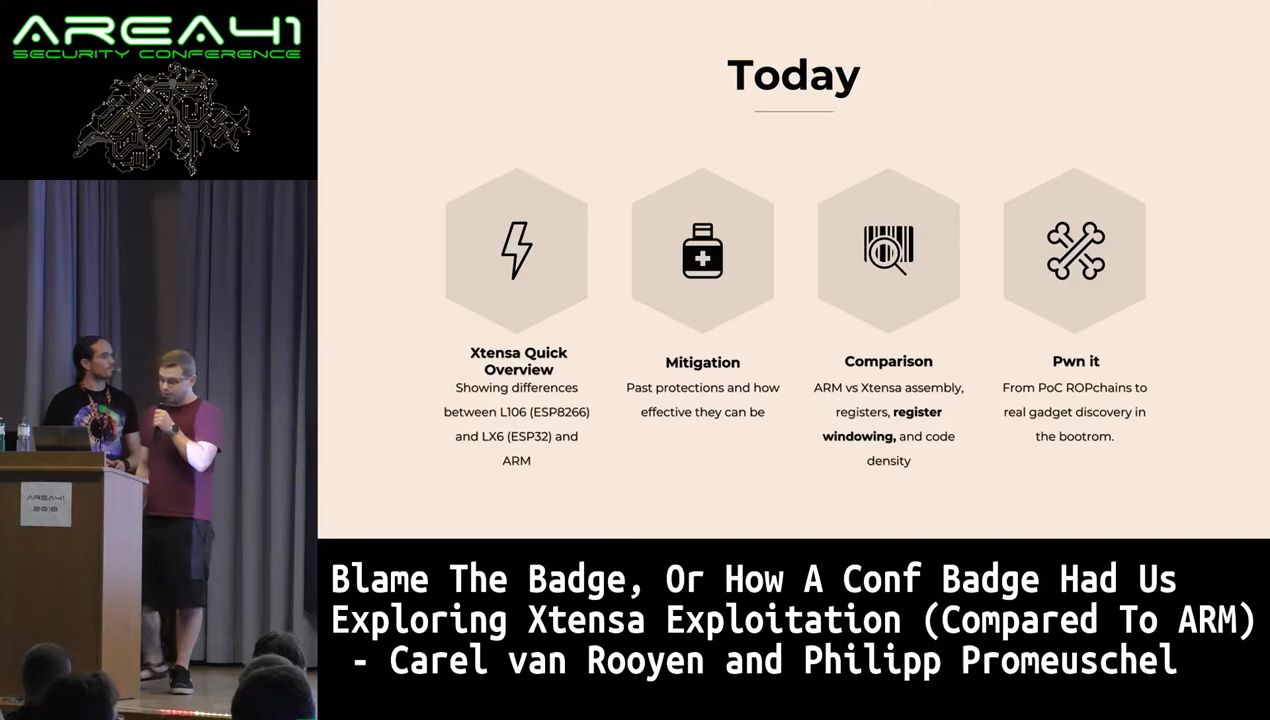 AREA41
SECURITY CONFERENCE
Today
Xtensa Quick
Overview
Showing differences
between L106 (ESP8266)
and LX6 (ESP32) and
ARM
Mitigation
Past protections and how
effective they can be
Comparison
ARM vs Xtensa assembly,
registers, register
windowing, and code
density
Pwn it
From PoC ROPchains to
real gadget discovery in
the bootrom.
AREA41
2018
Blame The Badge, Or How A Conf Badge Had Us
Exploring Xtensa Exploitation (Compared To ARM)
- Carel van Rooyen and Philipp Promeuschel